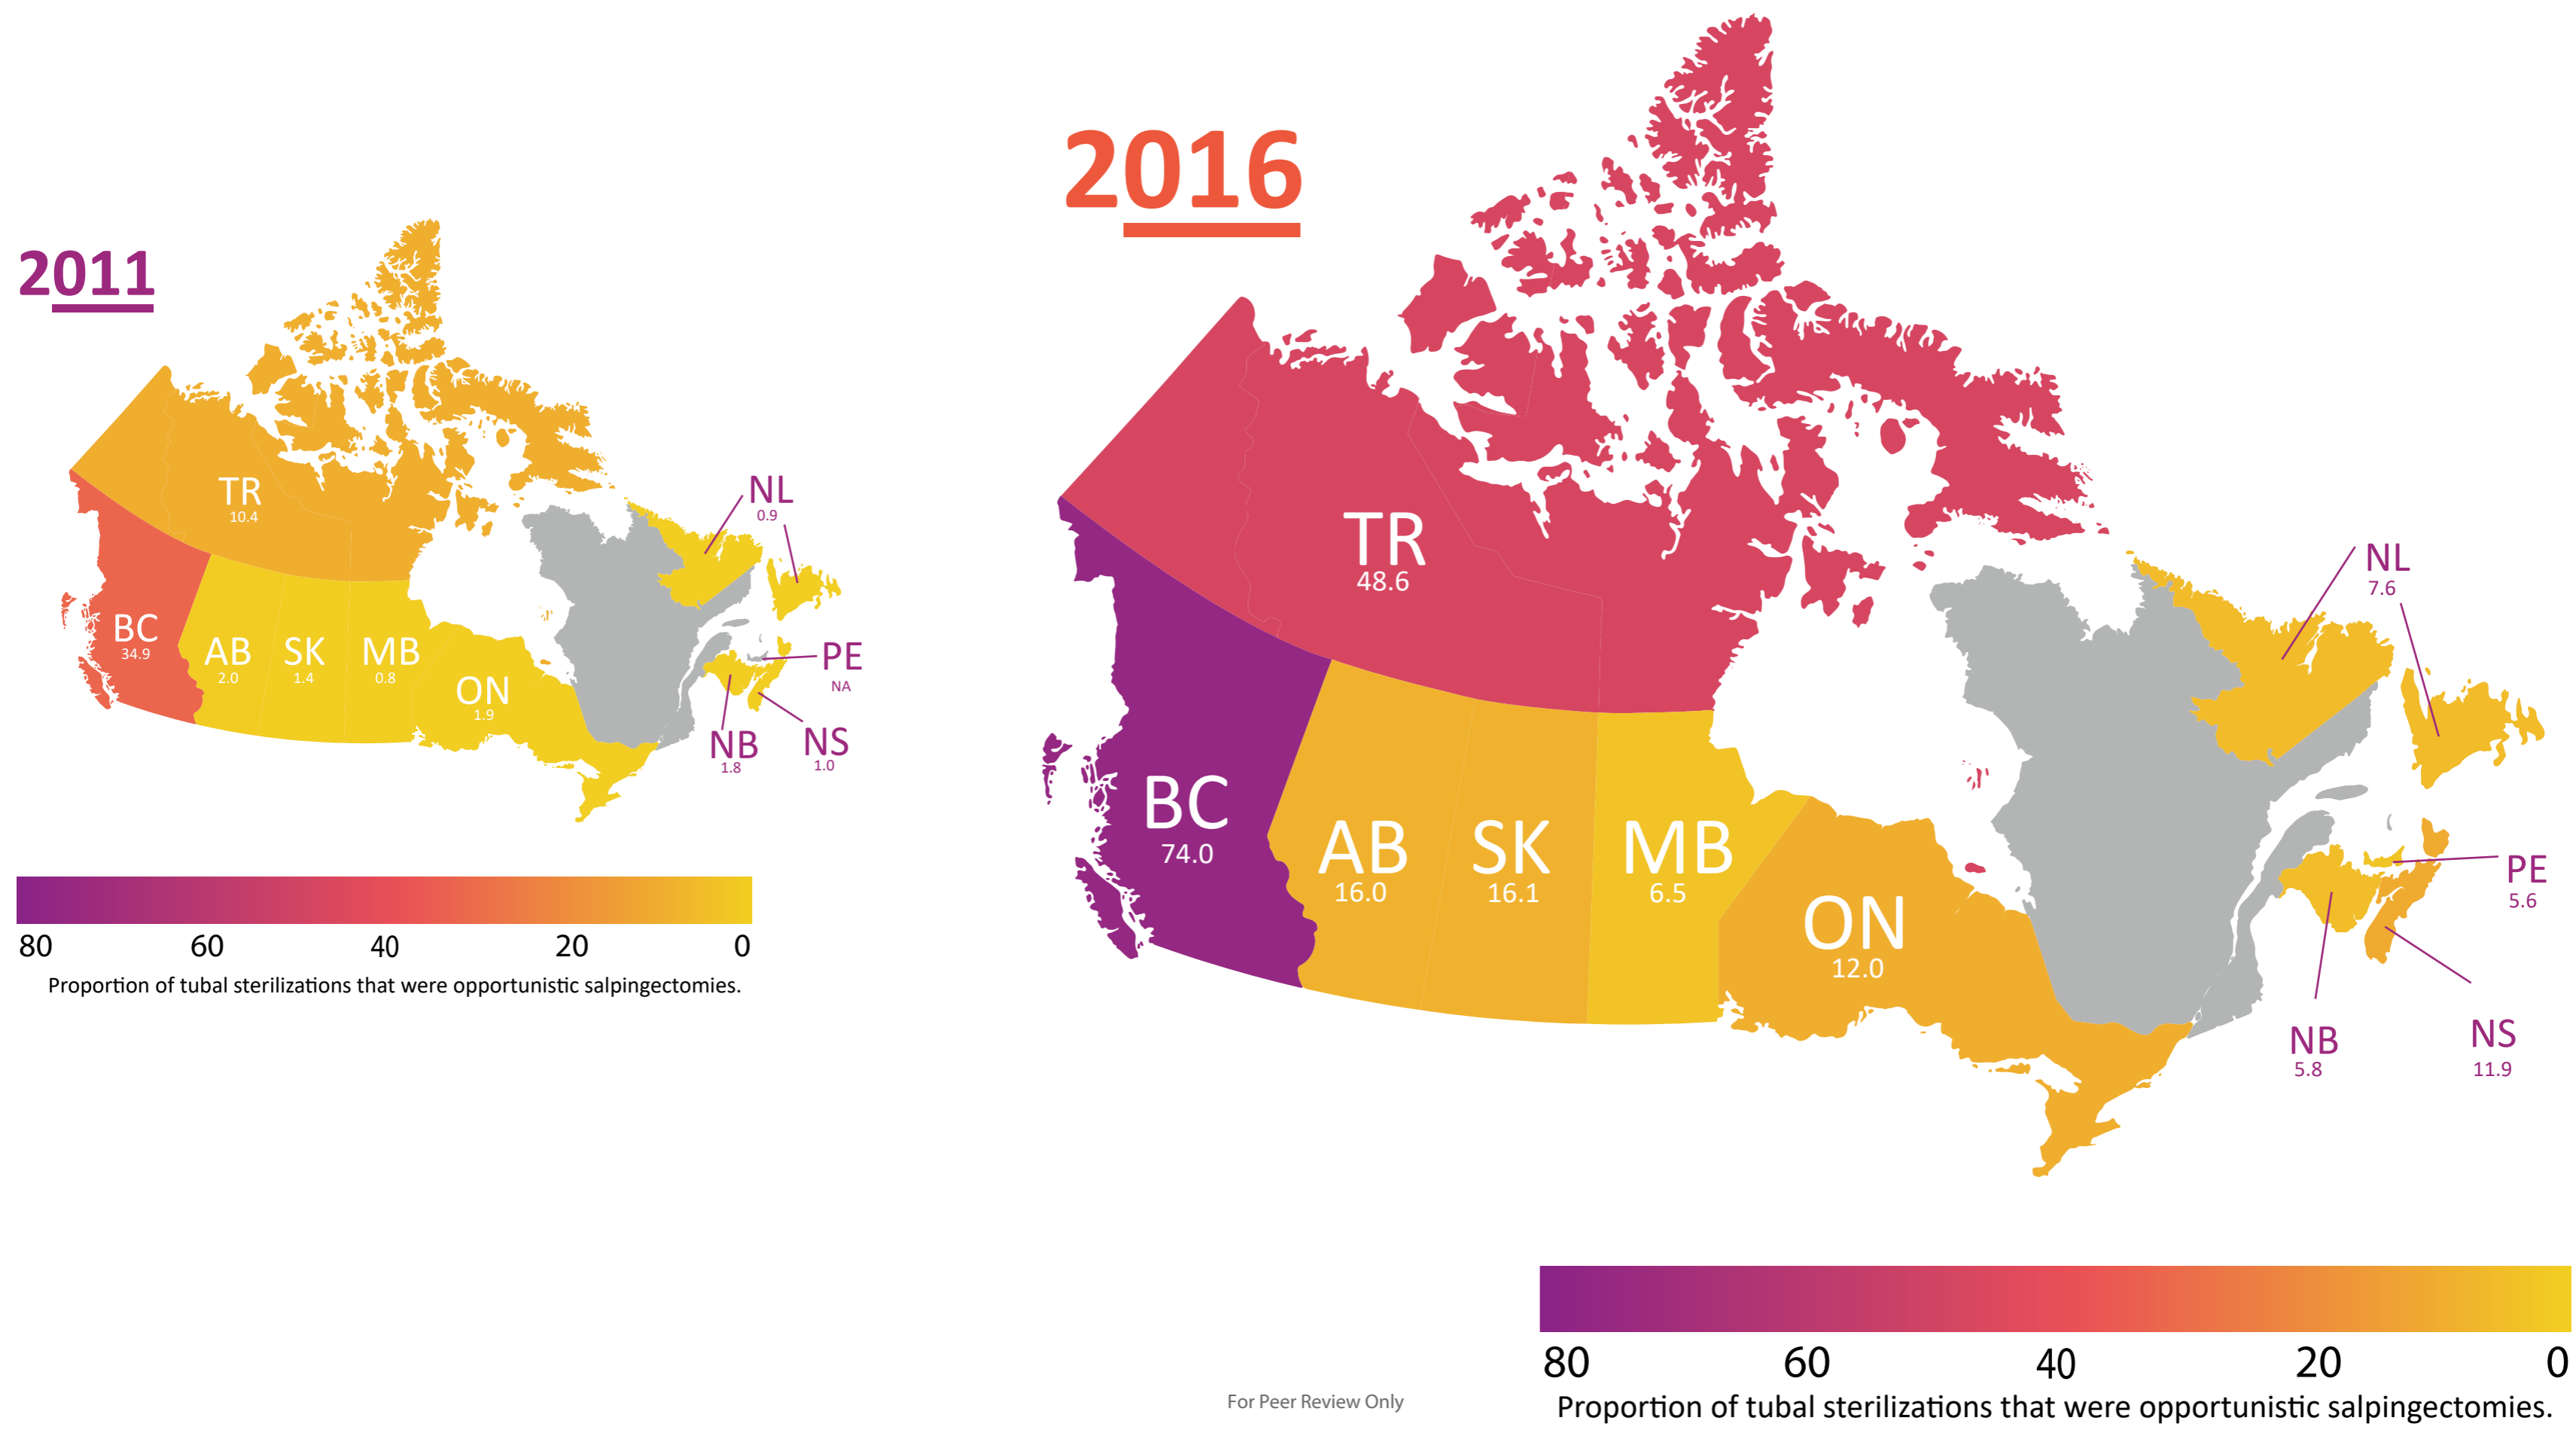 2011
TR
10.4
NL
0.9
BC
34.9
AB
2.0
SK
1.4
MB
0.8
ON
1.9
PE
NA
NB
1.8
NS
1.0
80 60 40 20 0
Proportion of tubal sterilizations that were opportunistic salpingectomies.
2016
TR
48.6
NL
7.6
BC
74.0
AB
16.0
SK
16.1
MB
6.5
ON
12.0
PE
5.6
NB
5.8
NS
11.9
80 60 40 20 0
Proportion of tubal sterilizations that were opportunistic salpingectomies.
For Peer Review Only